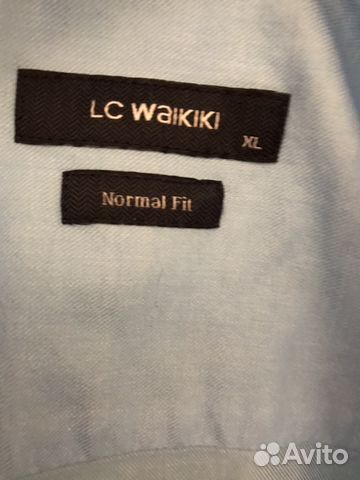 LC WAIKIKI
XL
Normal Fit
Avito